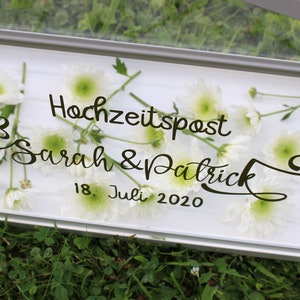 Hochzeitspost
Sarah & Patrick
18. Juli 2020